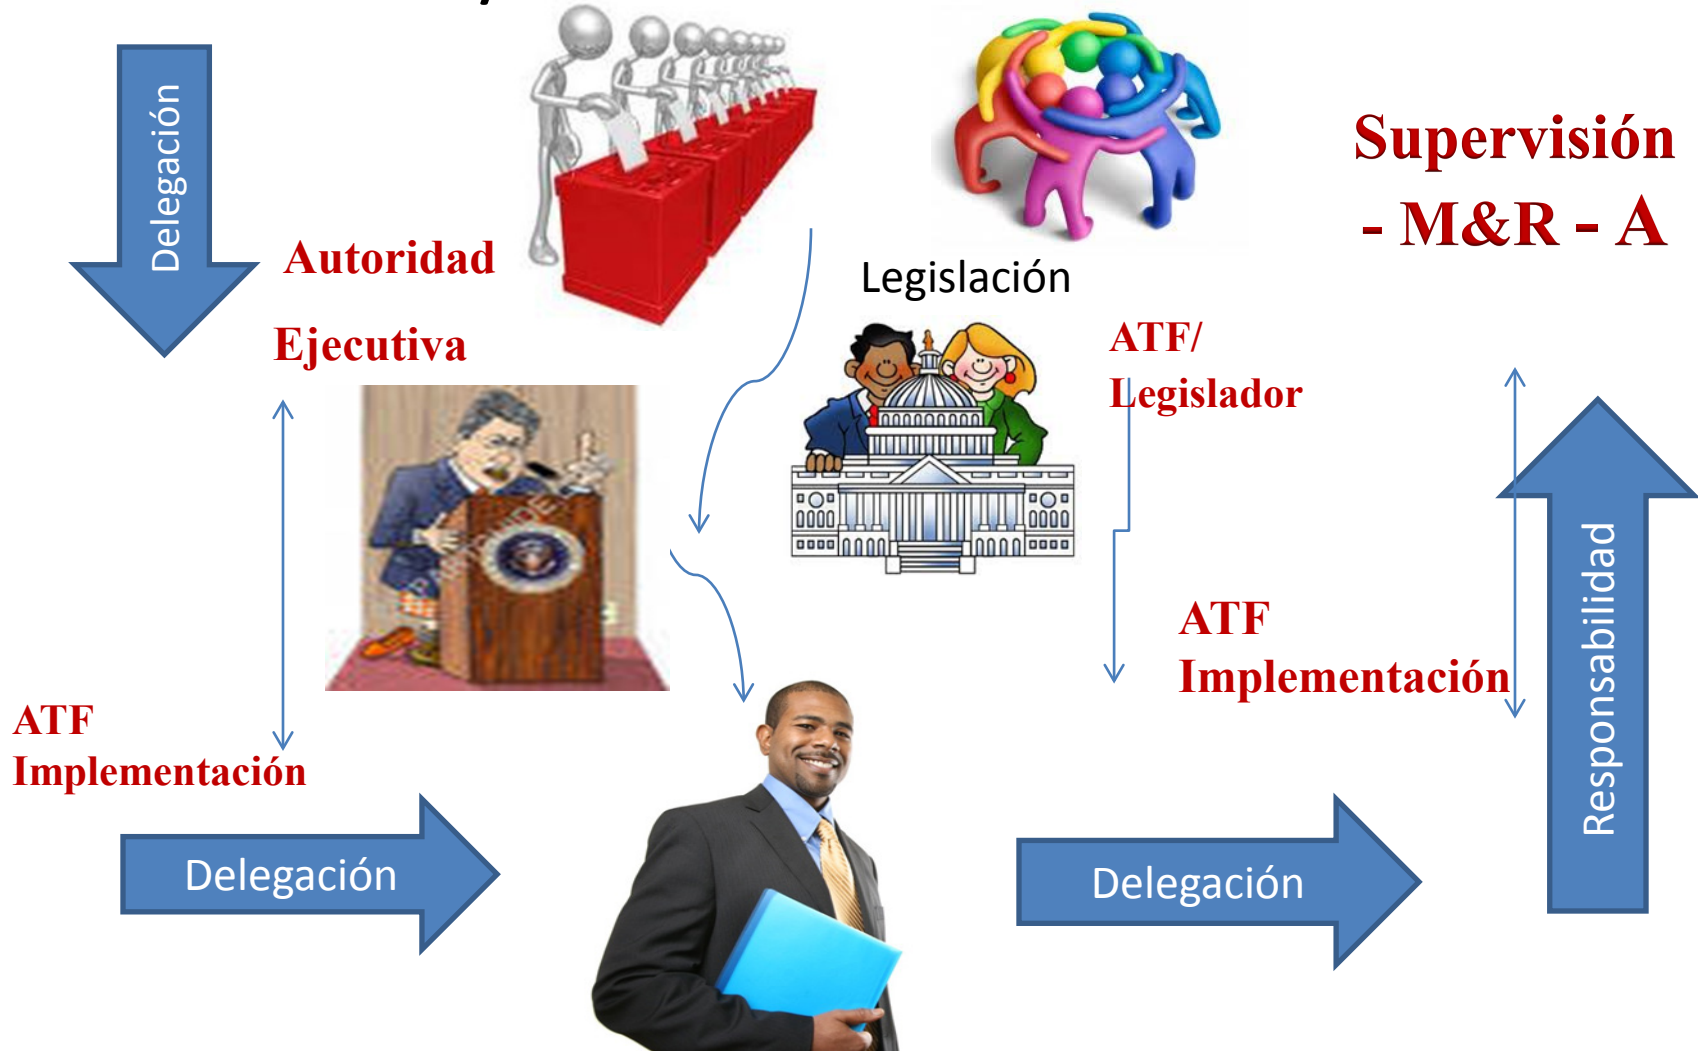 Delegación
Supervisión
- M&R - A
Autoridad
Legislación
Ejecutiva
ATF/
Legislador
Responsabilidad
ATF
Implementación
ATF
Implementación
Delegación
Delegación